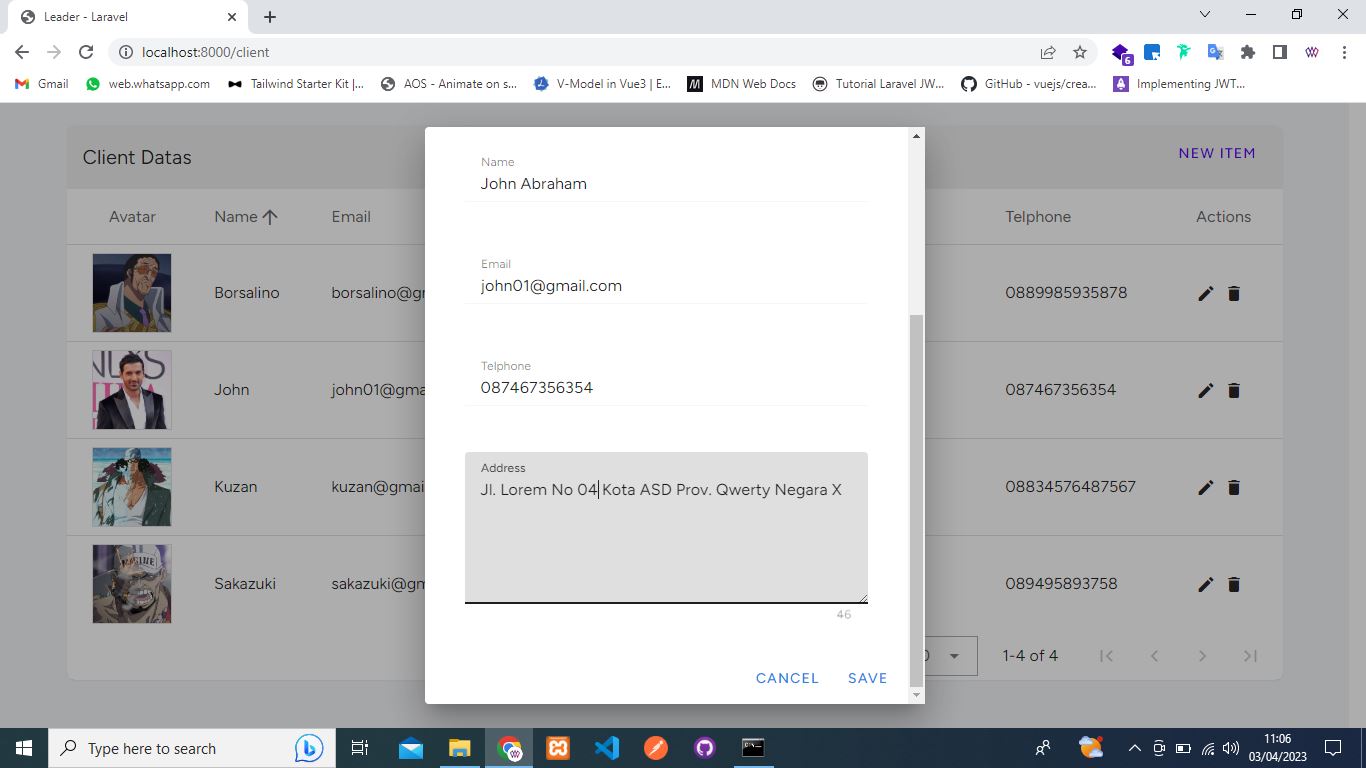 Leader - Laravel
localhost:8000/client
6
Gmail web.whatsapp.com Tailwind Starter Kit |... AOS - Animate on s... V-Model in Vue3 | E... MDN Web Docs Tutorial Laravel JW... GitHub - vuejs/crea... Implementing JWT...
Client Datas
NEW ITEM
Avatar Name Email Telphone Actions
Borsalino borsalino@gm 0889985935878
John john01@gma 087467356354
Kuzan kuzan@gmai 08834576487567
MARINE
Sakazuki sakazuki@gm 089495893758
1-4 of 4
Name
John Abraham
Email
john01@gmail.com
Telphone
087467356354
Address
Jl. Lorem No 04 Kota ASD Prov. Qwerty Negara X
46
CANCEL SAVE
Type here to search
11:06
03/04/2023